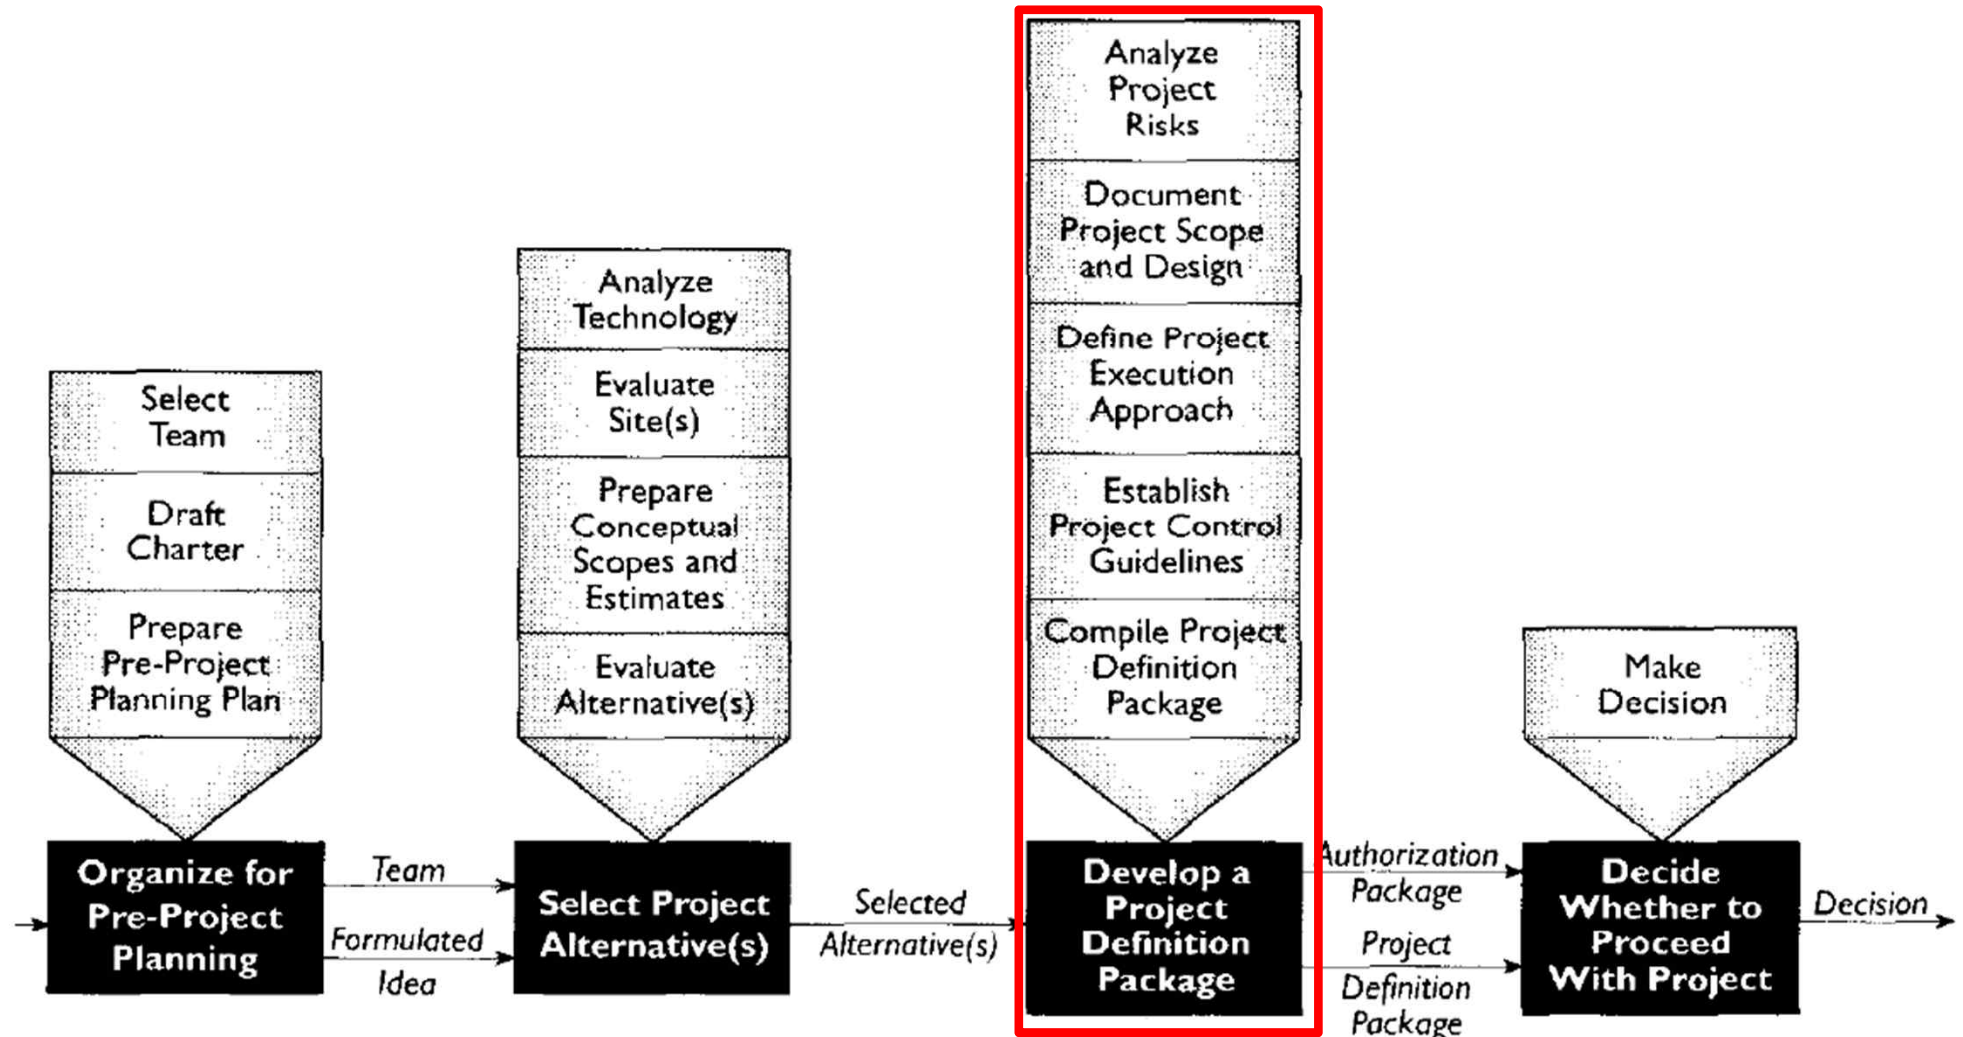 Select
Team
Draft
Charter
Prepare
Pre-Project
Planning Plan
Organize for
Pre-Project
Planning
Team
Formulated
Idea
Analyze
Technology
Evaluate
Site(s)
Prepare
Conceptual
Scopes and
Estimates
Evaluate
Alternative(s)
Select Project
Alternative(s)
Selected
Alternative(s)
Analyze
Project
Risks
Document
Project Scope
and Design
Define Project
Execution
Approach
Establish
Project Control
Guidelines
Compile Project
Definition
Package
Develop a
Project
Definition
Package
Authorization
Package
Project
Definition
Package
Make
Decision
Decide
Whether to
Proceed
With Project
Decision